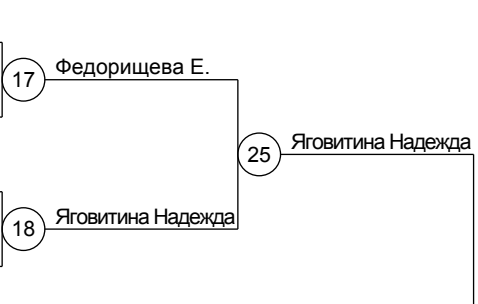 17 Федорищева Е.
25 Яговитина Надежда
18 Яговитина Надежда